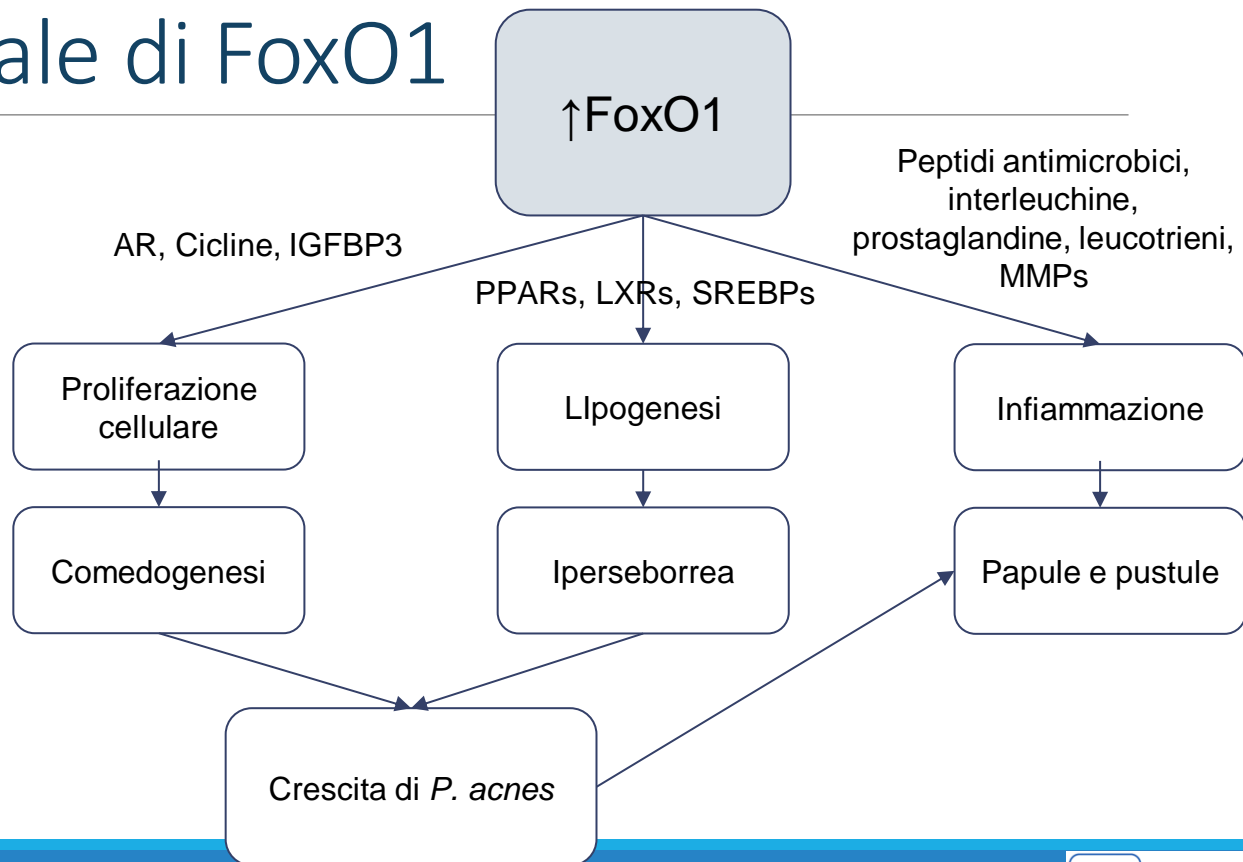 ale di FoxO1
↑FoxO1
AR, Cicline, IGFBP3
PPARs, LXRs, SREBPs
Peptidi antimicrobici,
interleuchine,
prostaglandine, leucotrieni,
MMPs
Proliferazione
cellulare
LIpogenesi
Infiammazione
Comedogenesi
Iperseborrea
Papule e pustule
Crescita di P. acnes